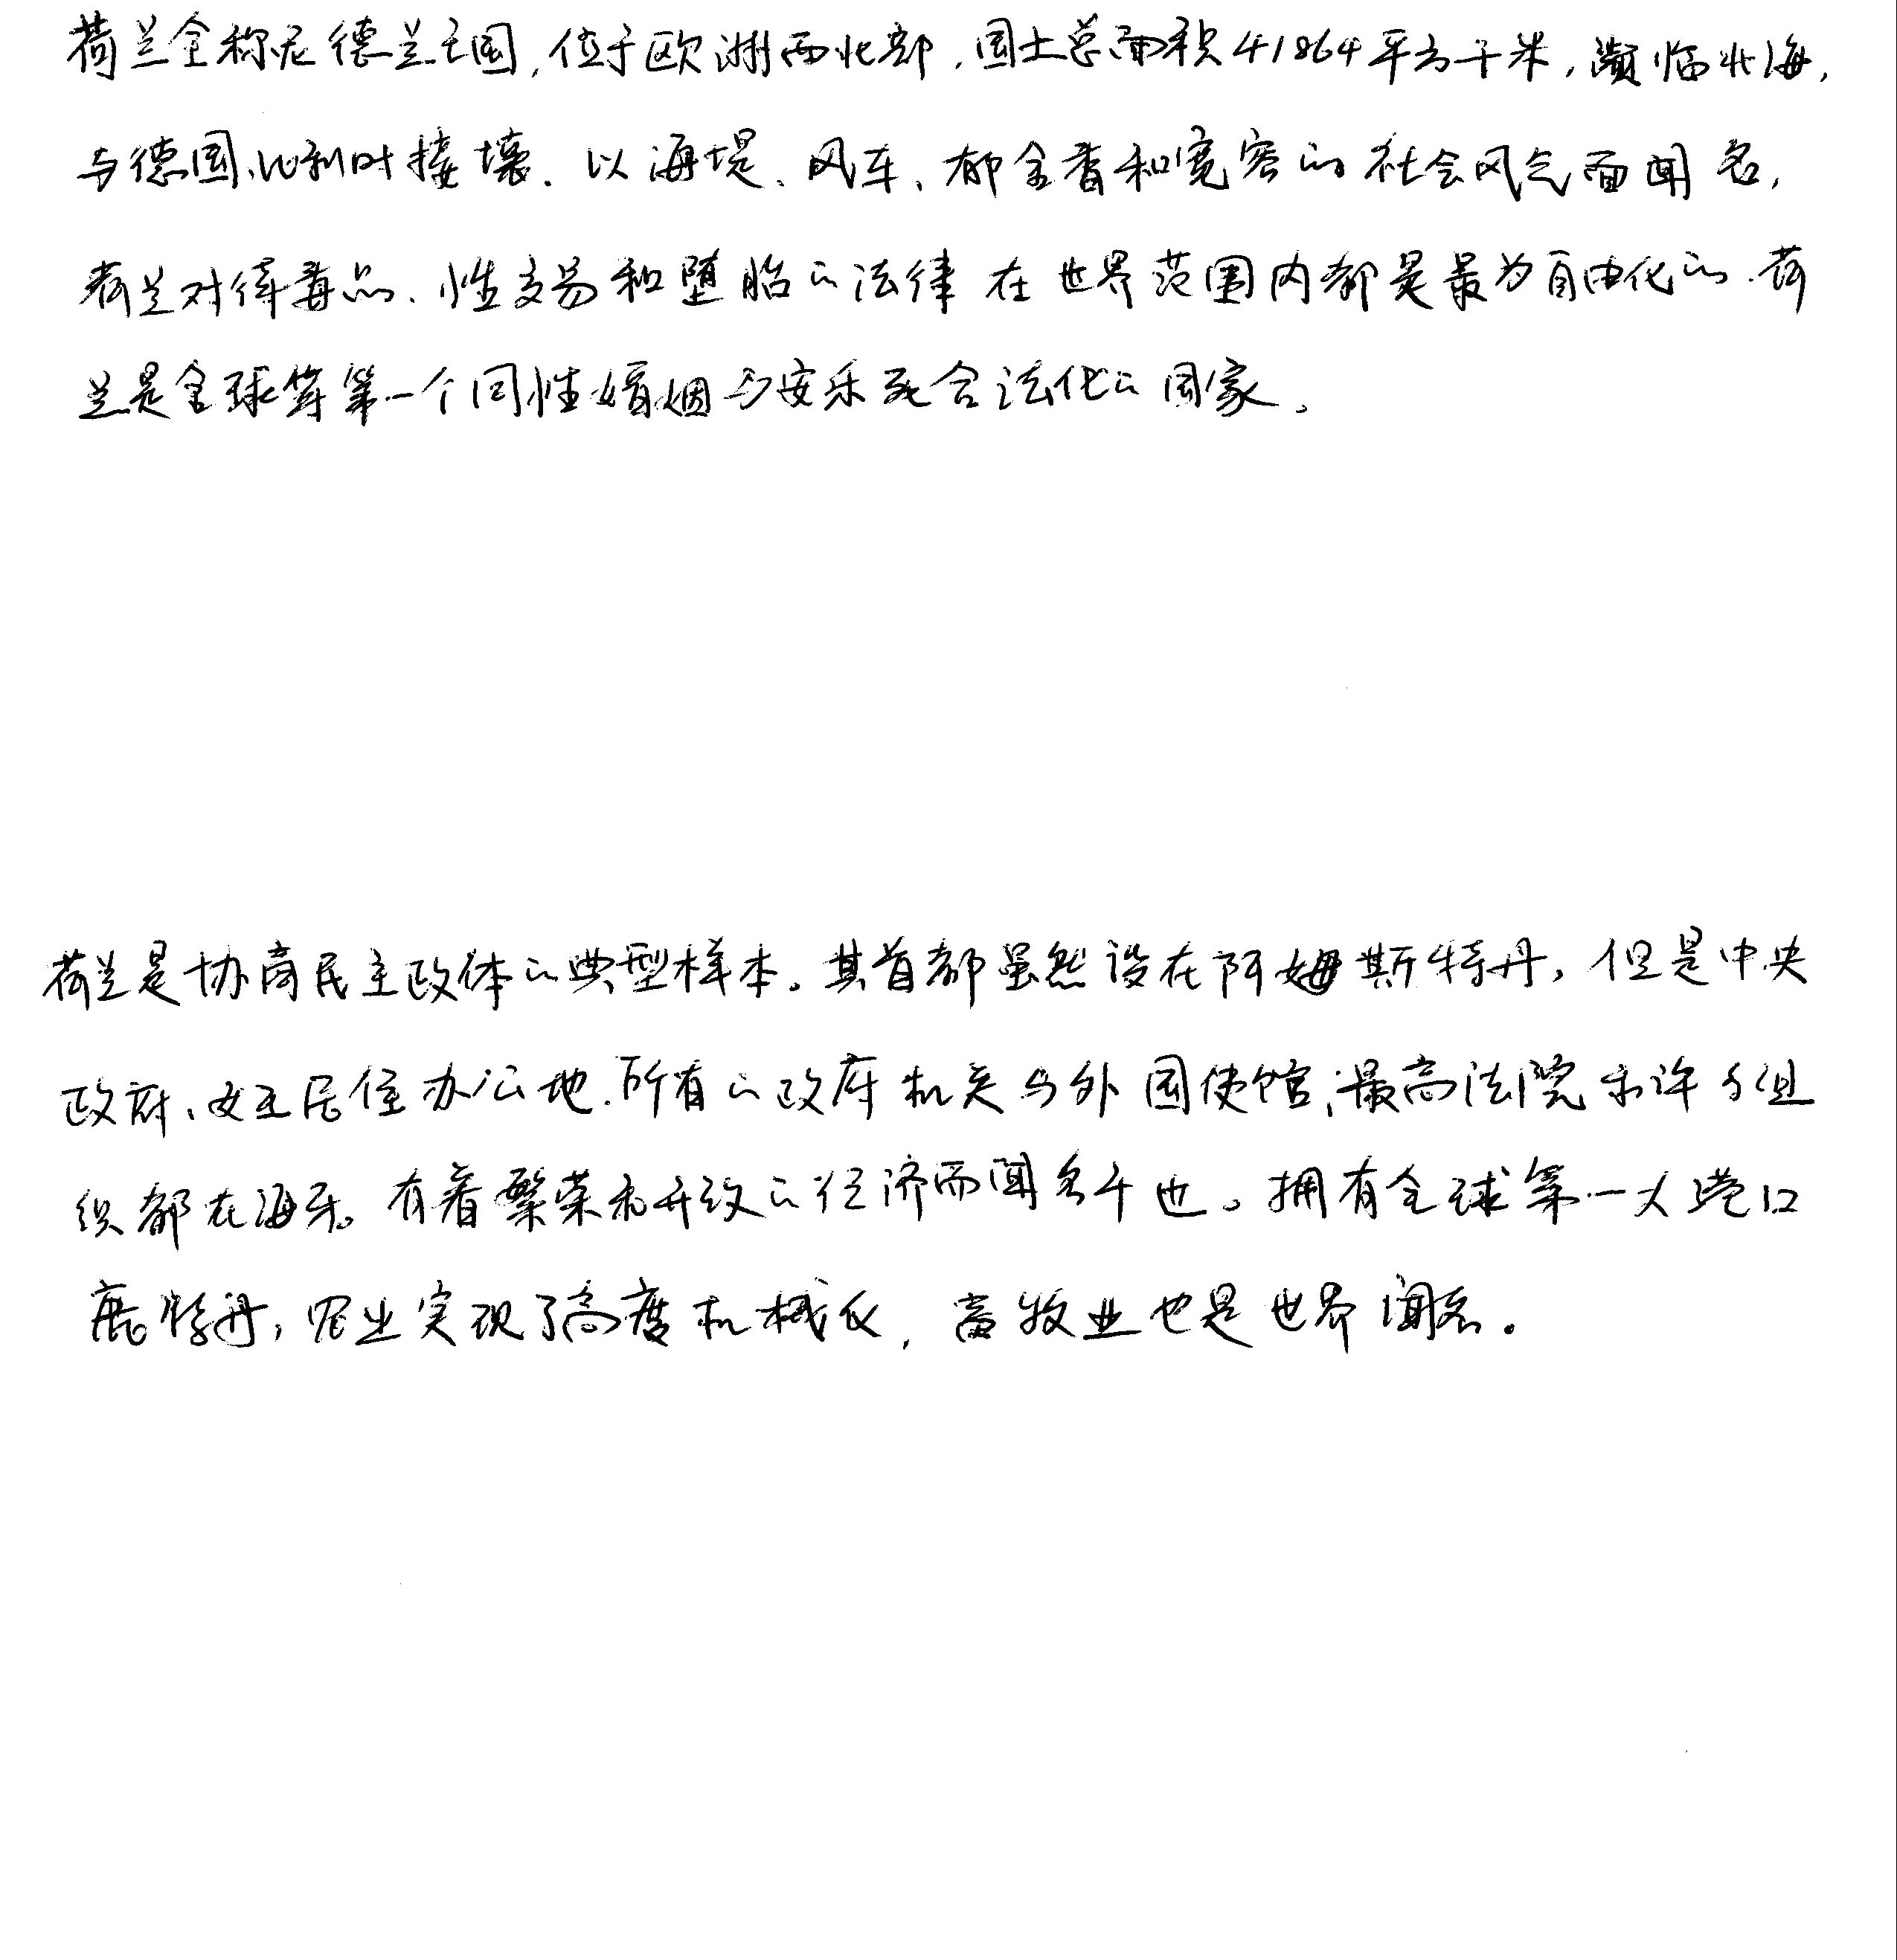 荷兰全称尼德兰王国,位于欧洲西北部,国土总面积41864平方千米,濒临北海,
与德国、比利时接壤、以海堤、风车、郁金香和宽容的社会风气而闻名,
荷兰对待毒品、性交易和堕胎的法律在世界范围内都是最为自由化的.荷
兰是全球第一个同性婚姻与安乐死合法化的国家。
荷兰是协商民主政体的典型样本。其首都虽然设在阿姆斯特丹,但是中央
政府、女王居住办公地.所有的政府机关与外国使馆、最高法院和许多组
织都在海牙。有着繁荣和开放的经济而闻名于世。拥有全球第一大港口
鹿特丹,农业实现了高度机械化,畜牧业也是世界闻名。